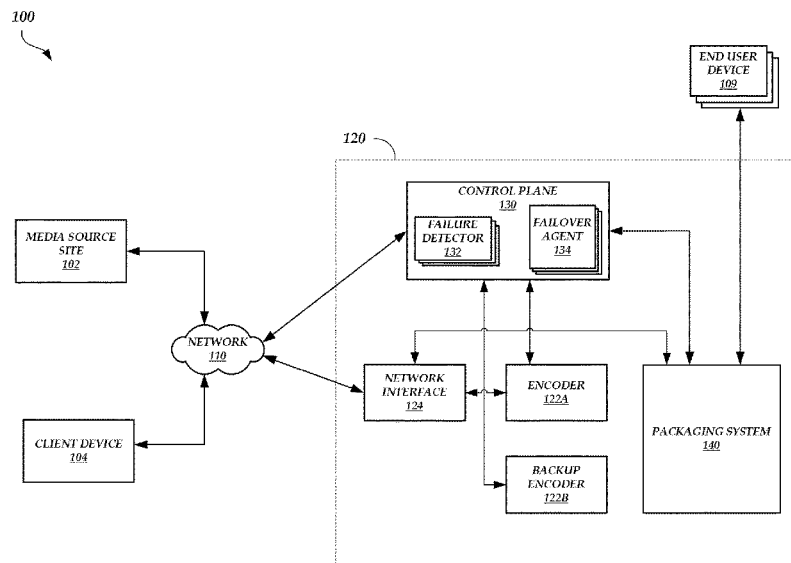 100
END USER
DEVICE
109
120
CONTROL PLANE
130
FAILURE
DETECTOR
132
FAILOVER
AGENT
134
MEDIA SOURCE
SITE
102
NETWORK
110
NETWORK
INTERFACE
124
ENCODER
122A
PACKAGING SYSTEM
140
CLIENT DEVICE
104
BACKUP
ENCODER
122B